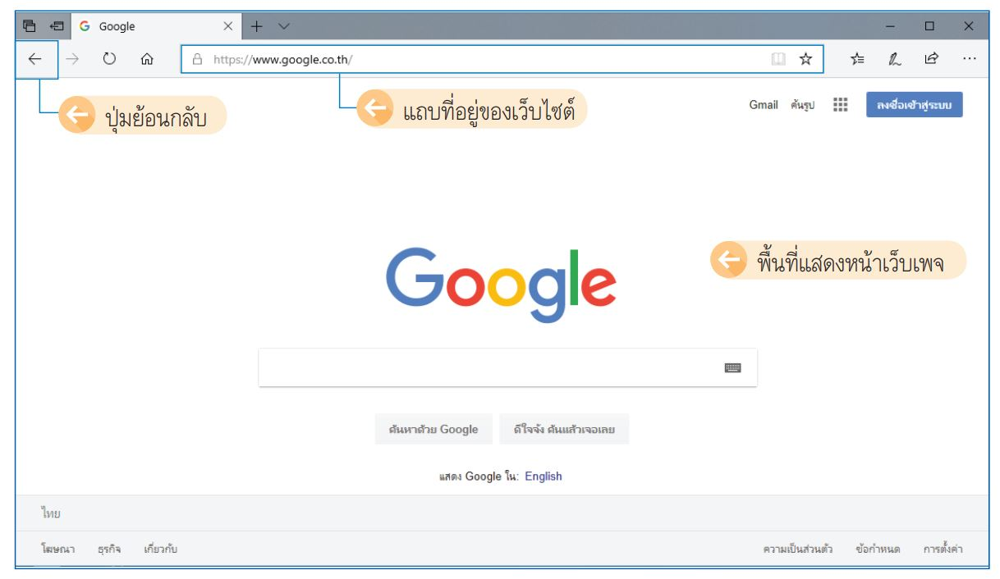 Google
https://www.google.co.th/
ปุ่มย้อนกลับ
แถบที่อยู่ของเว็บไซต์
Gmail ค้นรูป
ลงชื่อเข้าสู่ระบบ
Google
พื้นที่แสดงหน้าเว็บเพจ
ค้นหาด้วย Google
ดีใจจัง ค้นแล้วเจอเลย
แสดง Google ใน: English
ไทย
โฆษณา ธุรกิจ เกี่ยวกับ
ความเป็นส่วนตัว ข้อกำหนด การตั้งค่า